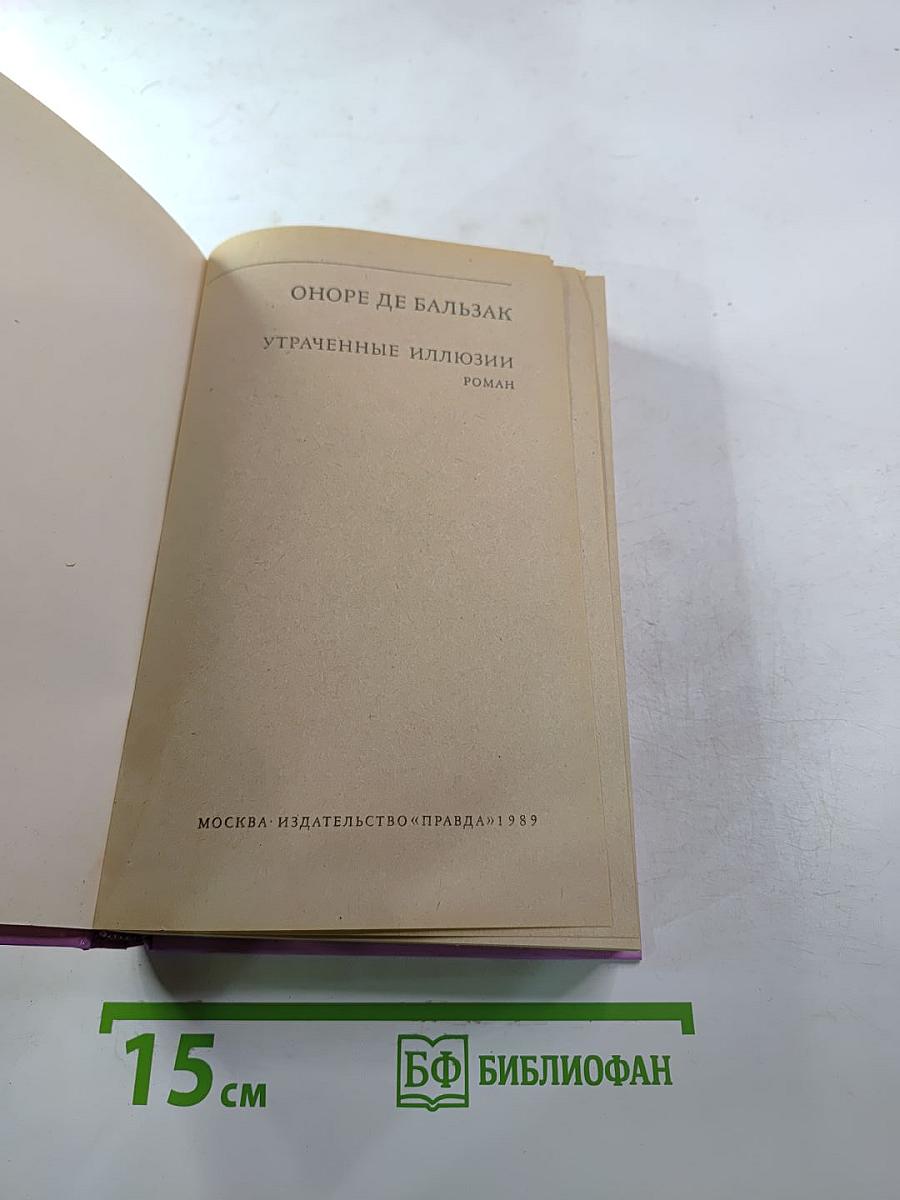 ОНОРЕ ДЕ БАЛЬЗАК
УТРАЧЕННЫЕ ИЛЛЮЗИИ
РОМАН
МОСКВА · ИЗДАТЕЛЬСТВО «ПРАВДА» 1989
15 см
БФ БИБЛИОФАН